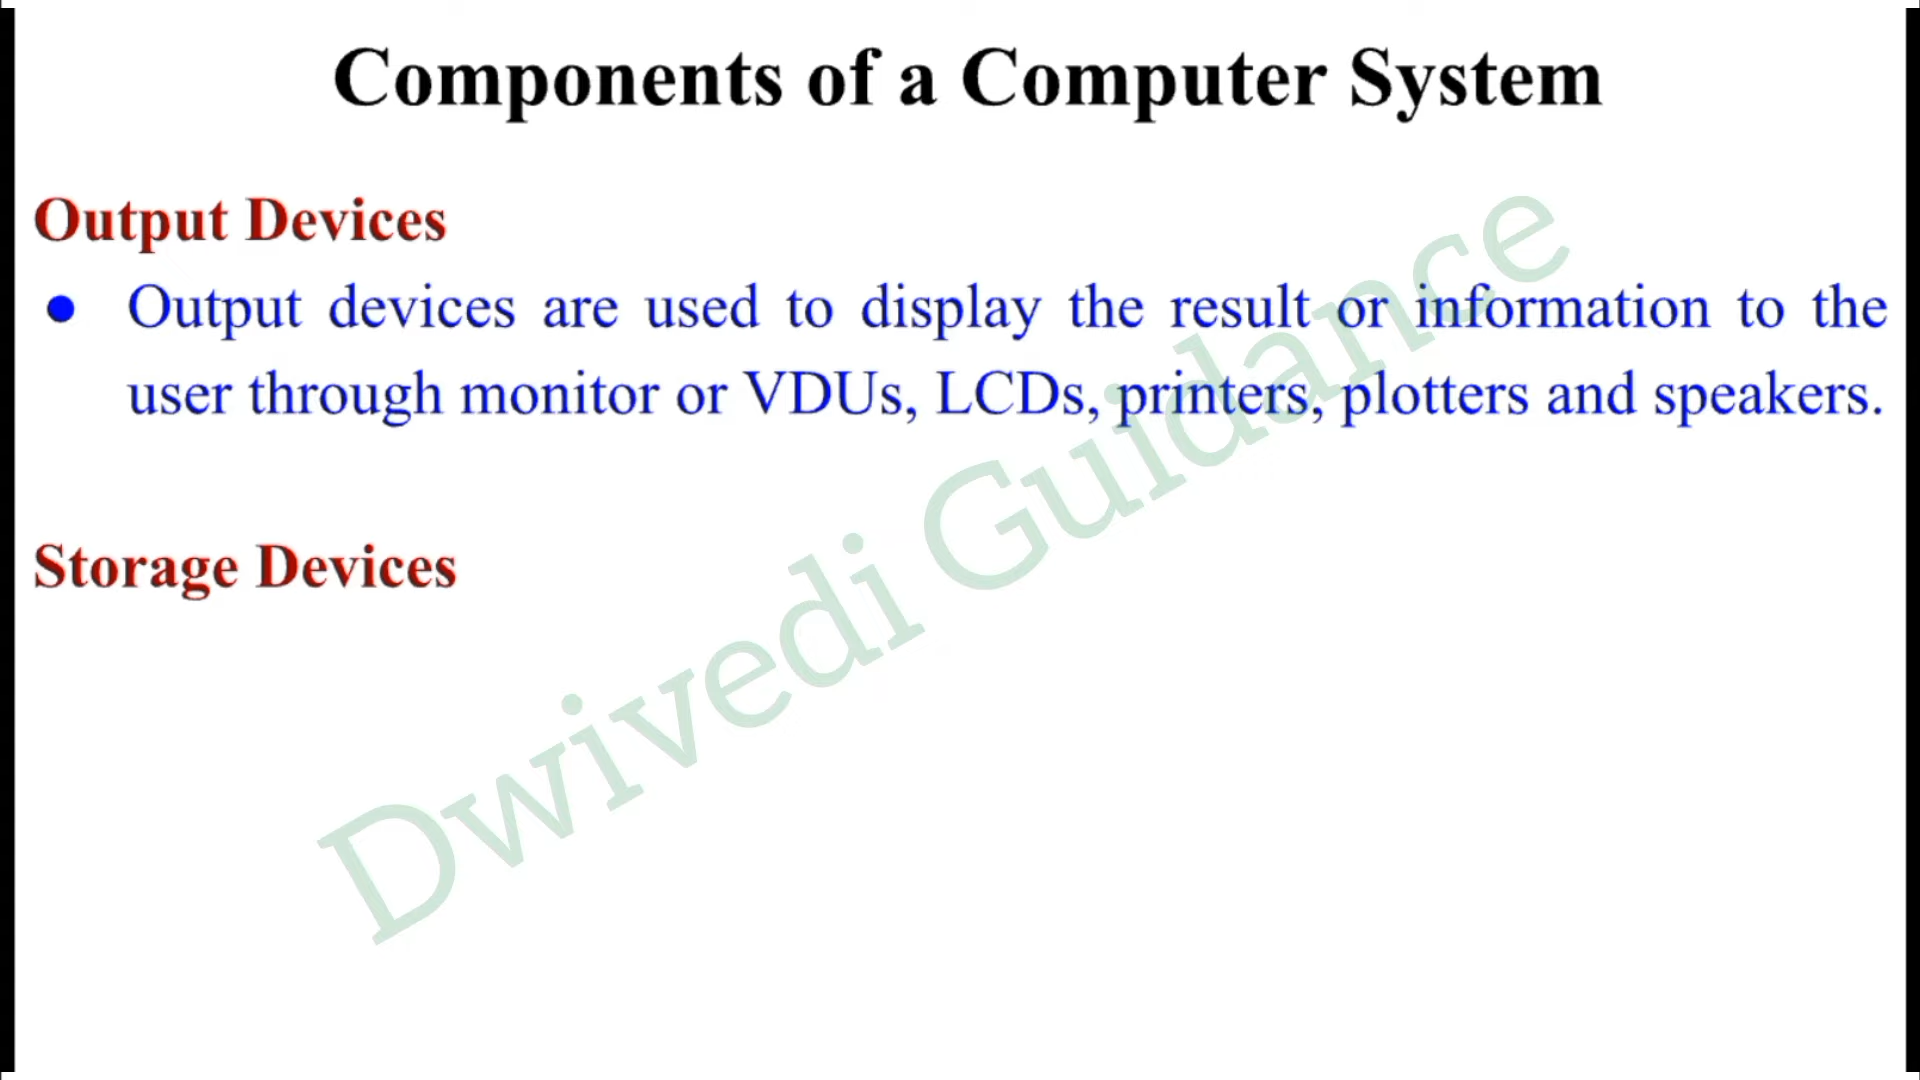 Components of a Computer System
Output Devices
● Output devices are used to display the result or information to the
user through monitor or VDUs, LCDs, printers, plotters and speakers.
Storage Devices
Dwivedi Guidance